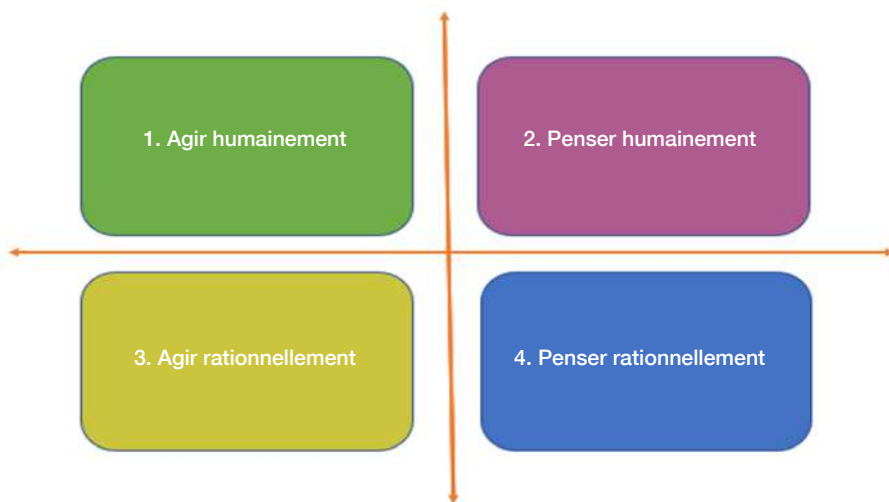 1. Agir humainement
2. Penser humainement
3. Agir rationnellement
4. Penser rationnellement